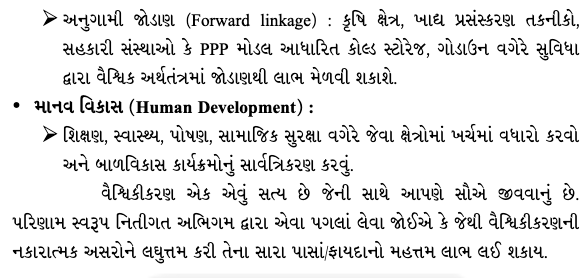 ➢ અનુગામી જોડાણ (Forward linkage) : કૃષિ ક્ષેત્ર, ખાદ્ય પ્રસંસ્કરણ તકનીકો,
સહકારી સંસ્થાઓ કે PPP મોડલ આધારિત કોલ્ડ સ્ટોરેજ, ગોડાઉન વગેરે સુવિધા
દ્વારા વૈશ્વિક અર્થતંત્રમાં જોડાણથી લાભ મેળવી શકાશે.
• માનવ વિકાસ (Human Development) :
➢ શિક્ષણ, સ્વાસ્થ્ય, પોષણ, સામાજિક સુરક્ષા વગેરે જેવા ક્ષેત્રોમાં ખર્ચમાં વધારો કરવો
અને બાળવિકાસ કાર્યક્રમોનું સાર્વત્રિકરણ કરવું.
વૈશ્વિકીકરણ એક એવું સત્ય છે જેની સાથે આપણે સૌએ જીવવાનું છે.
પરિણામ સ્વરૂપ નિતીગત અભિગમ દ્વારા એવા પગલાં લેવા જોઈએ કે જેથી વૈશ્વિકીકરણની
નકારાત્મક અસરોને લઘુત્તમ કરી તેના સારા પાસાં/ફાયદાનો મહત્તમ લાભ લઈ શકાય.